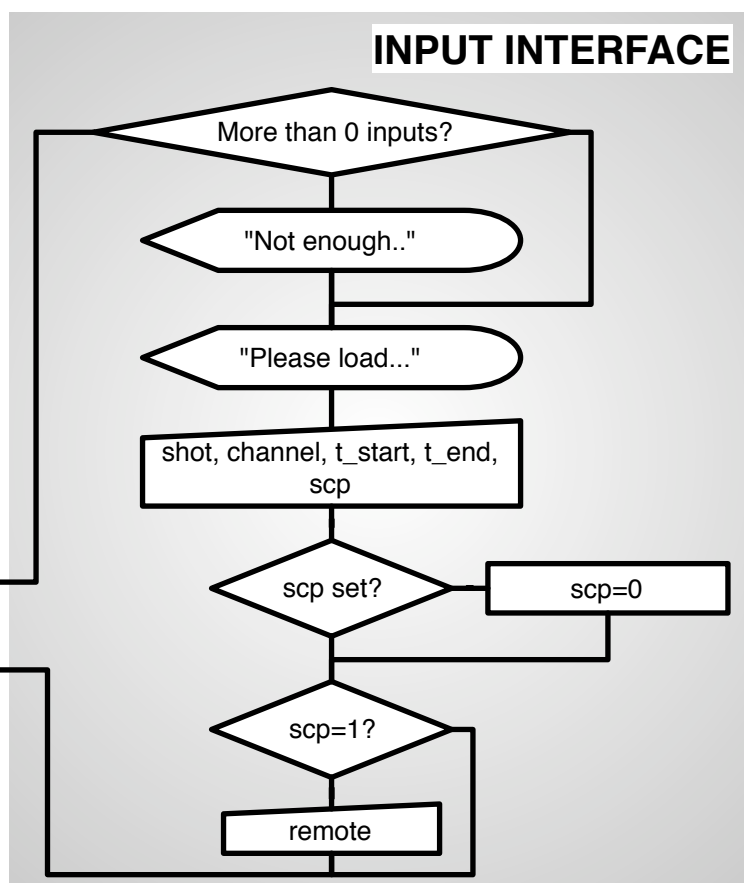 INPUT INTERFACE
More than 0 inputs?
"Not enough.."
"Please load..."
shot, channel, t_start, t_end,
scp
scp set?
scp=0
scp=1?
remote